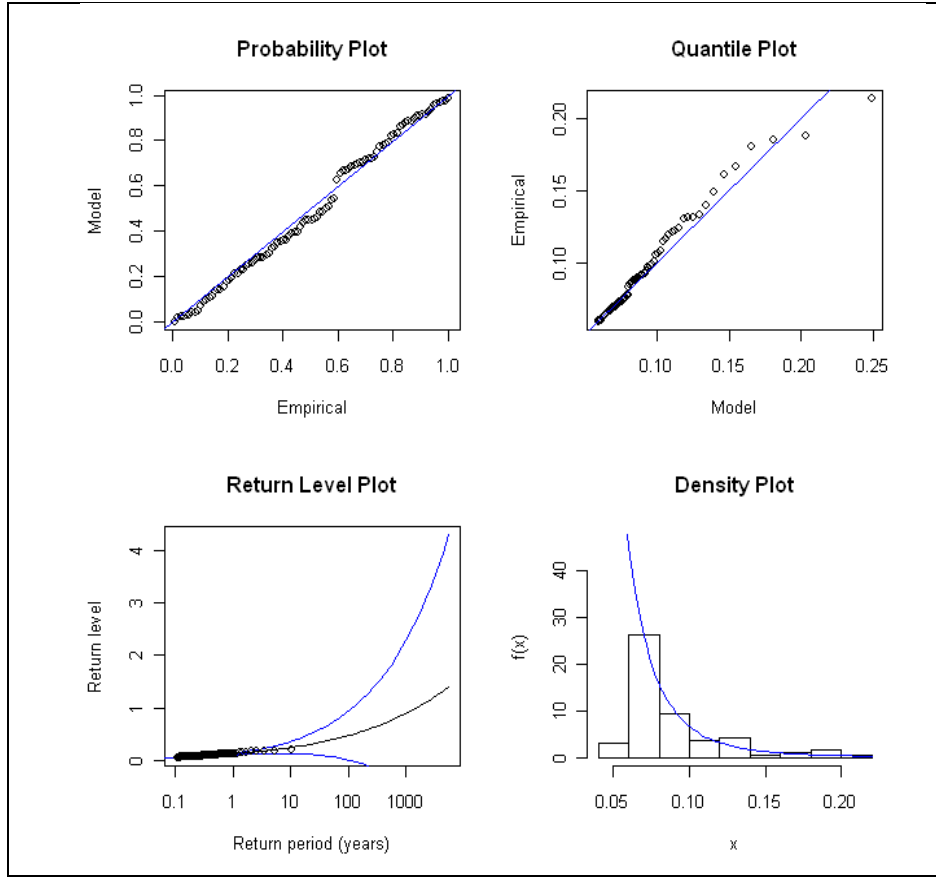 Probability Plot
Model
0.0 0.2 0.4 0.6 0.8 1.0
0.0 0.2 0.4 0.6 0.8 1.0
Empirical
Quantile Plot
Empirical
0.10 0.15 0.20
0.10 0.15 0.20 0.25
Model
Return Level Plot
Return level
0 1 2 3 4
0.1 1 10 100 1000
Return period (years)
Density Plot
f(x)
0 10 20 30 40
0.05 0.10 0.15 0.20
x